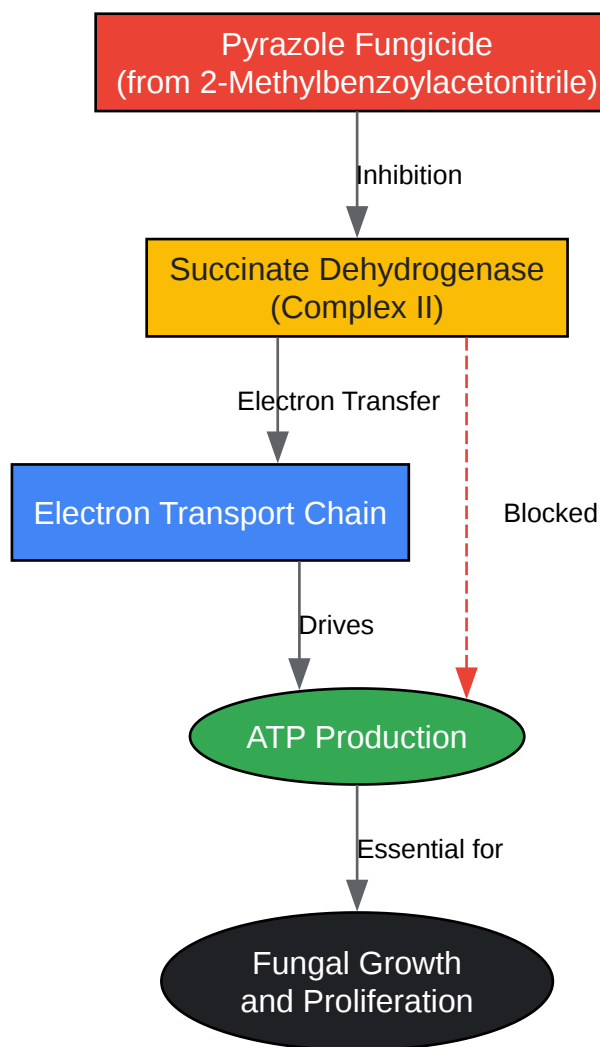 Pyrazole Fungicide
(from 2-Methylbenzoylacetonitrile)
Inhibition
Succinate Dehydrogenase
(Complex II)
Electron Transfer
Electron Transport Chain
Blocked
Drives
ATP Production
Essential for
Fungal Growth
and Proliferation